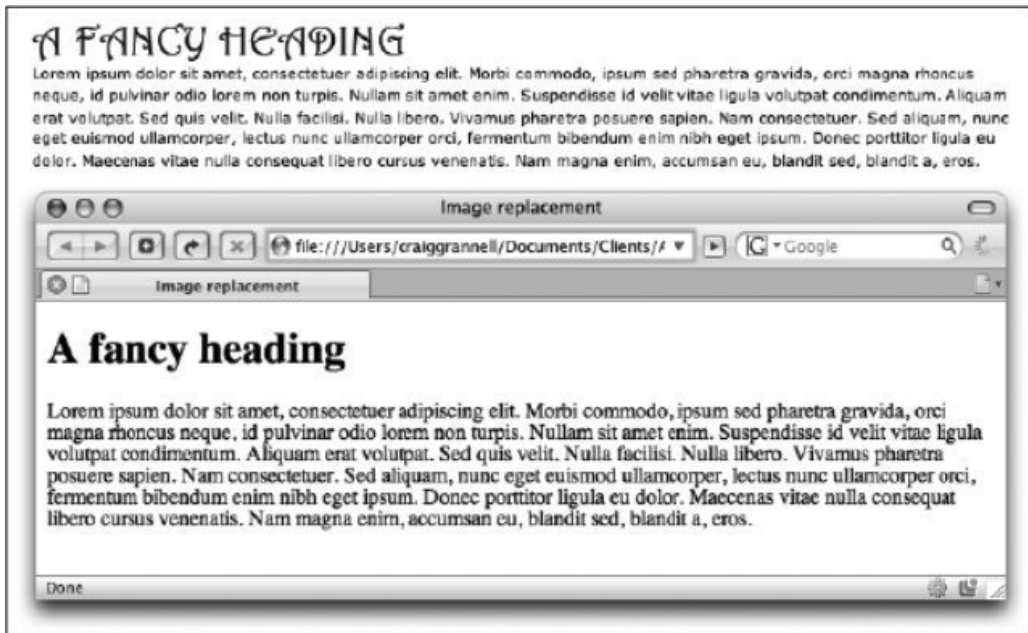 A FANCY HEADING
Lorem ipsum dolor sit amet, consectetuer adipiscing elit. Morbi commodo, ipsum sed pharetra gravida, orci magna rhoncus
neque, id pulvinar odio lorem non turpis. Nullam sit amet enim. Suspendisse id velit vitae ligula volutpat condimentum. Aliquam
erat volutpat. Sed quis velit. Nulla facilisi. Nulla libero. Vivamus pharetra posuere sapien. Nam consectetuer. Sed aliquam, nunc
eget euismod ullamcorper, lectus nunc ullamcorper orci, fermentum bibendum enim nibh eget ipsum. Donec porttitor ligula eu
dolor. Maecenas vitae nulla consequat libero cursus venenatis. Nam magna enim, accumsan eu, blandit sed, blandit a, eros.
Image replacement
file:///Users/craiggrannell/Documents/Clients/A
G Google
Image replacement
A fancy heading
Lorem ipsum dolor sit amet, consectetuer adipiscing elit. Morbi commodo, ipsum sed pharetra gravida, orci
magna rhoncus neque, id pulvinar odio lorem non turpis. Nullam sit amet enim. Suspendisse id velit vitae ligula
volutpat condimentum. Aliquam erat volutpat. Sed quis velit. Nulla facilisi. Nulla libero. Vivamus pharetra
posuere sapien. Nam consectetuer. Sed aliquam, nunc eget euismod ullamcorper, lectus nunc ullamcorper orci,
fermentum bibendum enim nibh eget ipsum. Donec porttitor ligula eu dolor. Maecenas vitae nulla consequat
libero cursus venenatis. Nam magna enim, accumsan eu, blandit sed, blandit a, eros.
Done